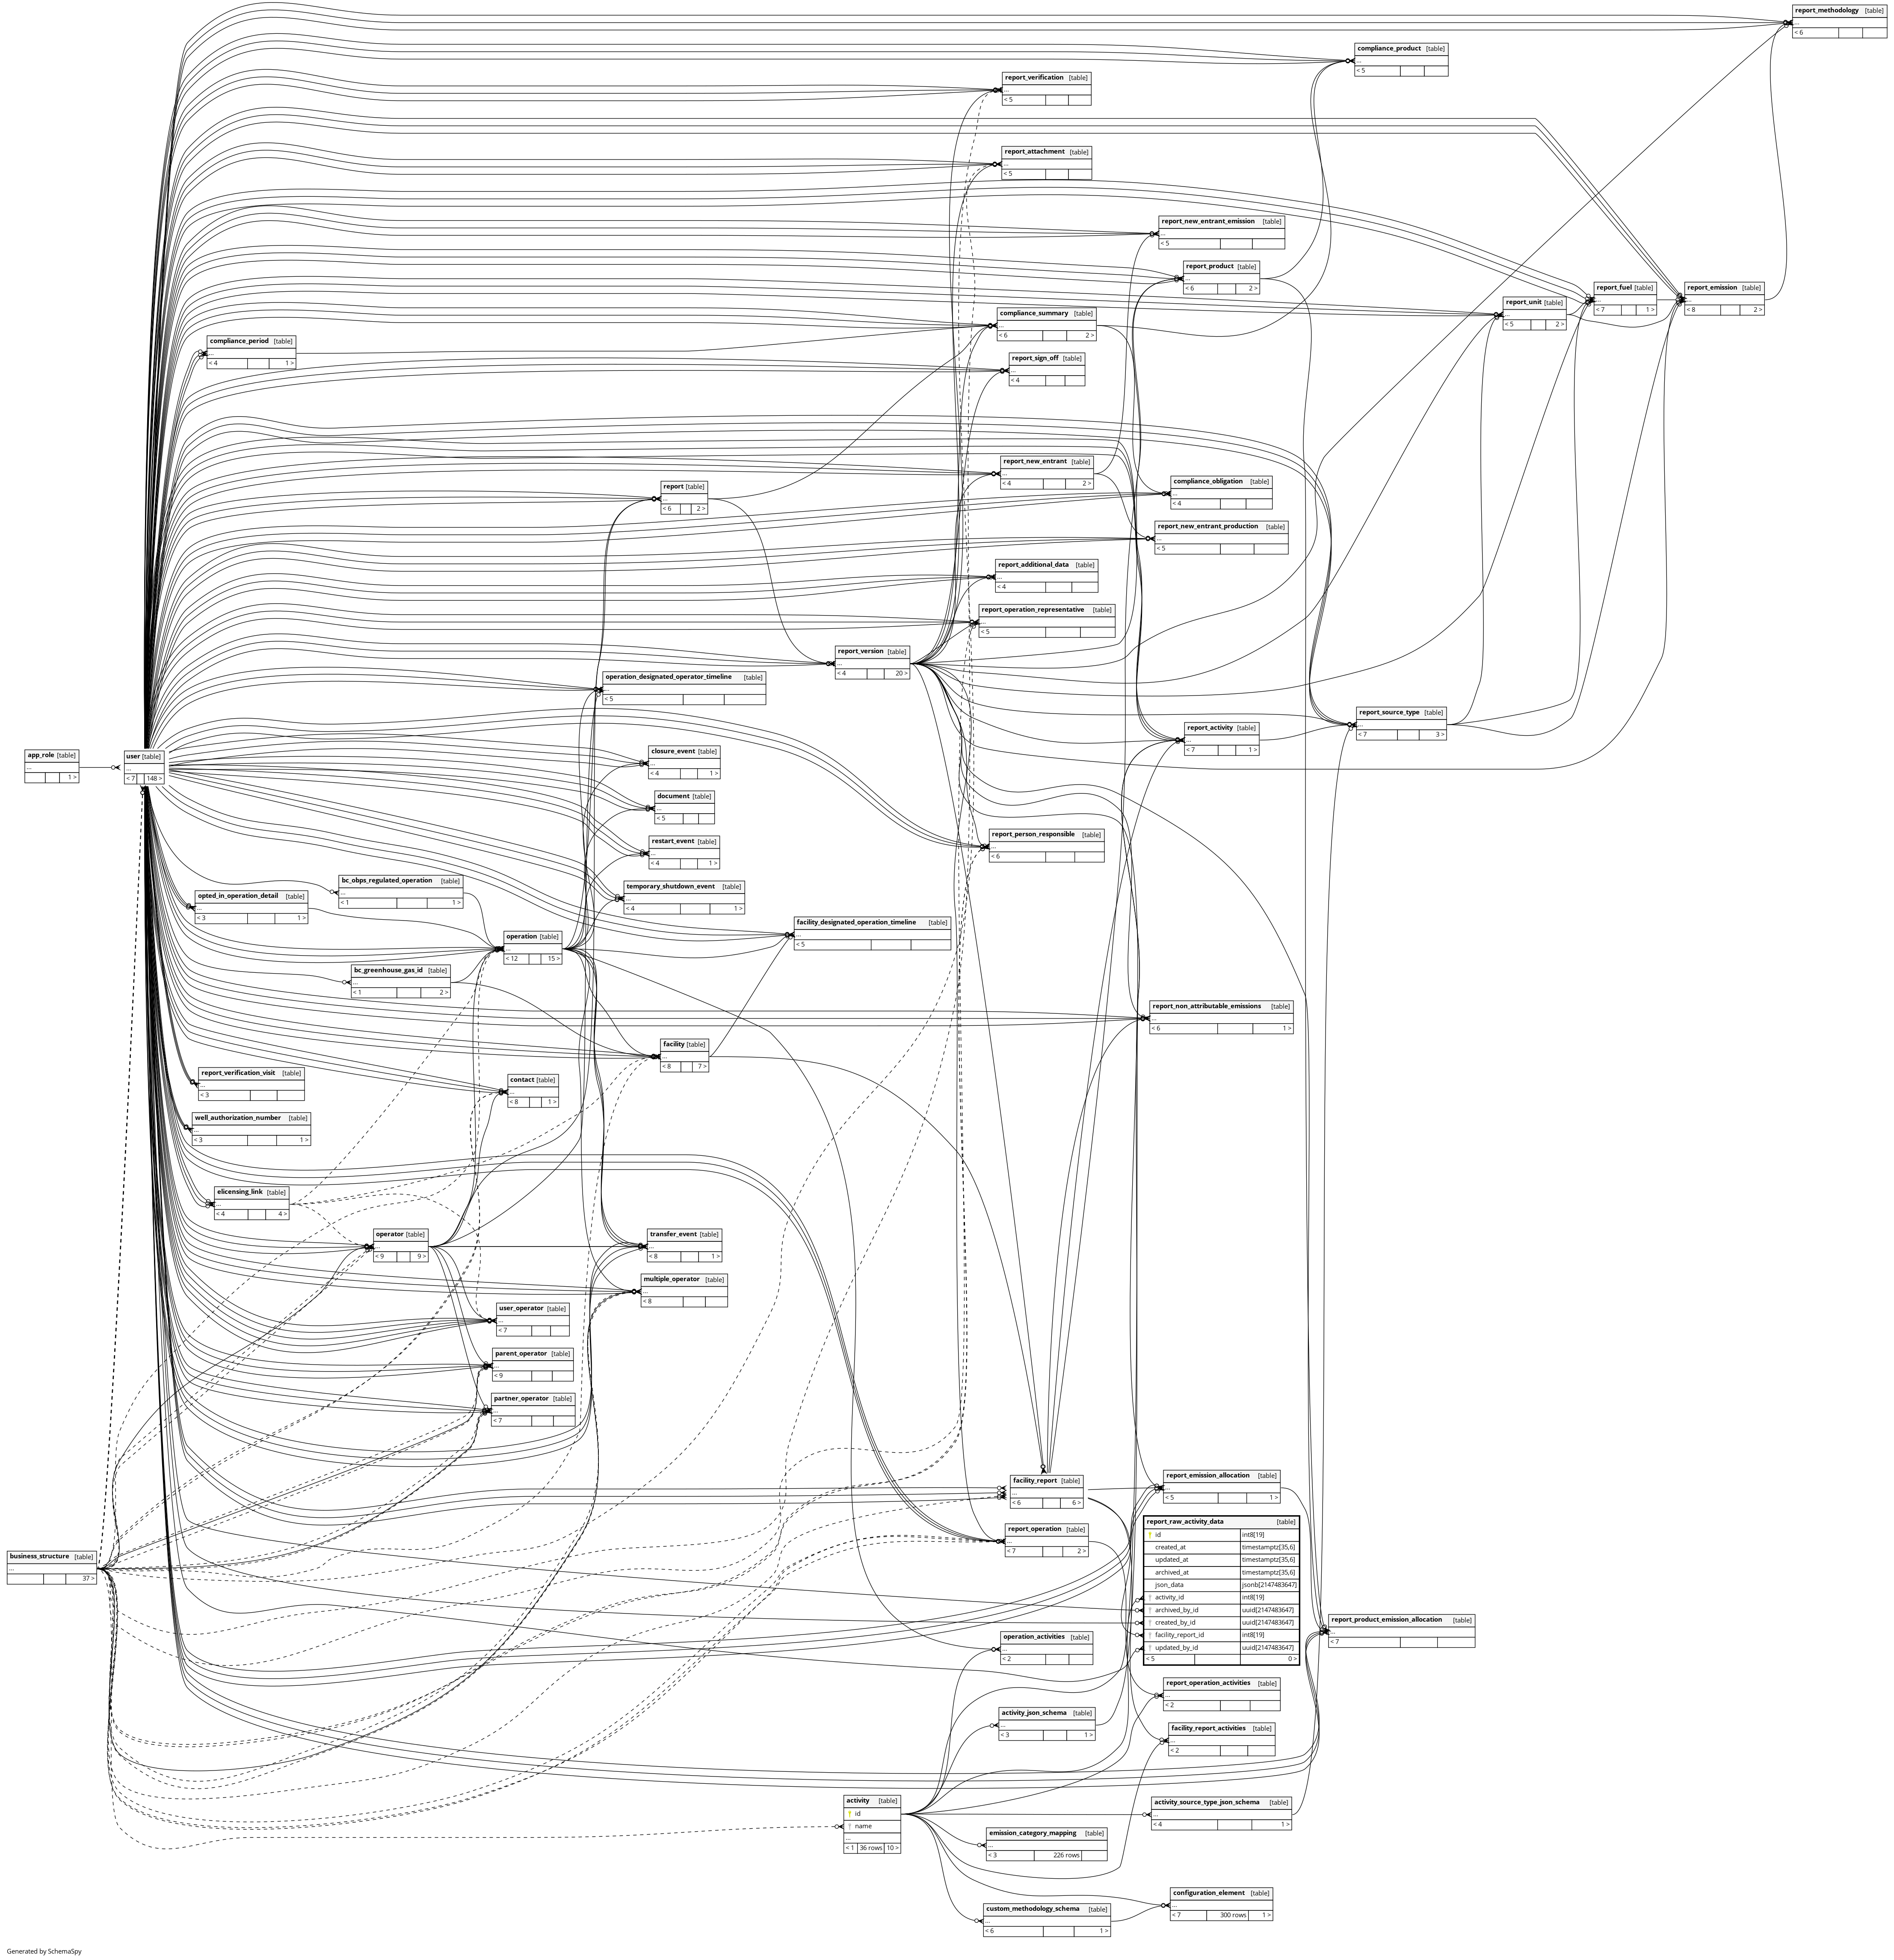 report_methodology [table]
...
< 6
compliance_product [table]
...
< 5
report_verification [table]
...
< 5
report_attachment [table]
...
< 5
report_new_entrant_emission [table]
...
< 5
report_product [table]
...
< 6 2 >
report_fuel [table]
...
< 7 1 >
report_emission [table]
...
< 8 2 >
report_unit [table]
...
< 5 2 >
compliance_summary [table]
...
< 6 2 >
compliance_period [table]
...
< 4 1 >
report_sign_off [table]
...
< 4
report_new_entrant [table]
...
< 4 2 >
report [table]
...
< 6 2 >
compliance_obligation [table]
...
< 4
report_new_entrant_production [table]
...
< 5
report_additional_data [table]
...
< 4
report_operation_representative [table]
...
< 5
report_version [table]
...
< 4 20 >
operation_designated_operator_timeline [table]
...
< 5
report_source_type [table]
...
< 7 3 >
report_activity [table]
...
< 7 1 >
app_role [table]
...
1 >
user [table]
...
< 7 148 >
closure_event [table]
...
< 4 1 >
document [table]
...
< 5
report_person_responsible [table]
...
< 6
restart_event [table]
...
< 4 1 >
bc_obps_regulated_operation [table]
...
< 1 1 >
temporary_shutdown_event [table]
...
< 4 1 >
opted_in_operation_detail [table]
...
< 3 1 >
facility_designated_operation_timeline [table]
...
< 5
operation [table]
...
< 12 15 >
bc_greenhouse_gas_id [table]
...
< 1 2 >
report_non_attributable_emissions [table]
...
< 6 1 >
facility [table]
...
< 8 7 >
report_verification_visit [table]
...
< 3
contact [table]
...
< 8 1 >
well_authorization_number [table]
...
< 3 1 >
elicensing_link [table]
...
< 4 4 >
operator [table]
...
< 9 9 >
transfer_event [table]
...
< 8 1 >
multiple_operator [table]
...
< 8
user_operator [table]
...
< 7
parent_operator [table]
...
< 9
partner_operator [table]
...
< 7
report_emission_allocation [table]
...
< 5 1 >
facility_report [table]
...
< 6 6 >
report_raw_activity_data [table]
id int8[19]
created_at timestamptz[35,6]
updated_at timestamptz[35,6]
archived_at timestamptz[35,6]
json_data jsonb[2147483647]
activity_id int8[19]
archived_by_id uuid[2147483647]
created_by_id uuid[2147483647]
facility_report_id int8[19]
updated_by_id uuid[2147483647]
< 5 0 >
report_operation [table]
...
< 7 2 >
business_structure [table]
...
37 >
report_product_emission_allocation [table]
...
< 7
operation_activities [table]
...
< 2
report_operation_activities [table]
...
< 2
activity_json_schema [table]
...
< 3 1 >
facility_report_activities [table]
...
< 2
activity [table]
id
name
...
< 1 36 rows 10 >
activity_source_type_json_schema [table]
...
< 4 1 >
emission_category_mapping [table]
...
< 3 226 rows
configuration_element [table]
...
< 7 300 rows 1 >
custom_methodology_schema [table]
...
< 6 1 >
Generated by SchemaSpy